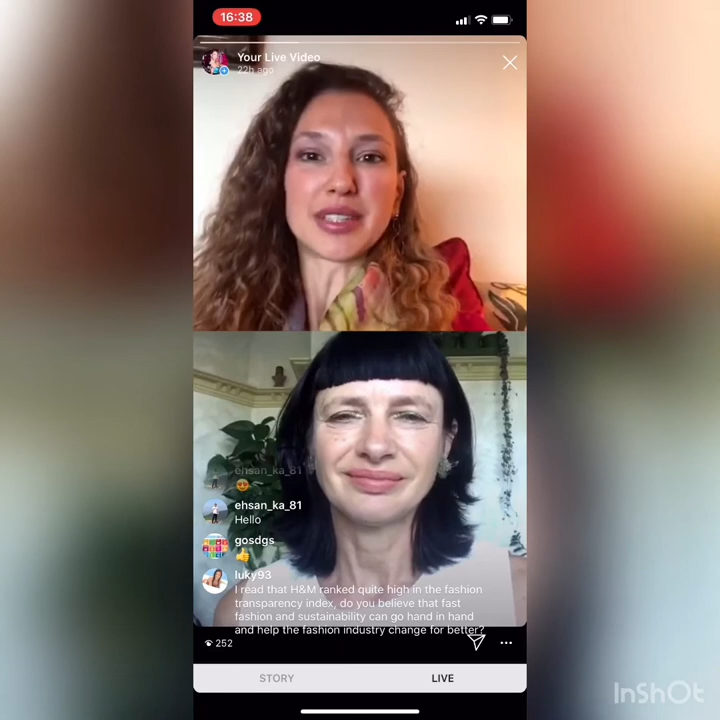 16:38
Your Live Video
22h ago
ehsan_ka_81
ehsan_ka_81
Hello
gosdgs
luky93
I read that H&M ranked quite high in the fashion
transparency index, do you believe that fast
fashion and sustainability can go hand in hand
and help the fashion industry change for better?
252
STORY
LIVE
InShOt